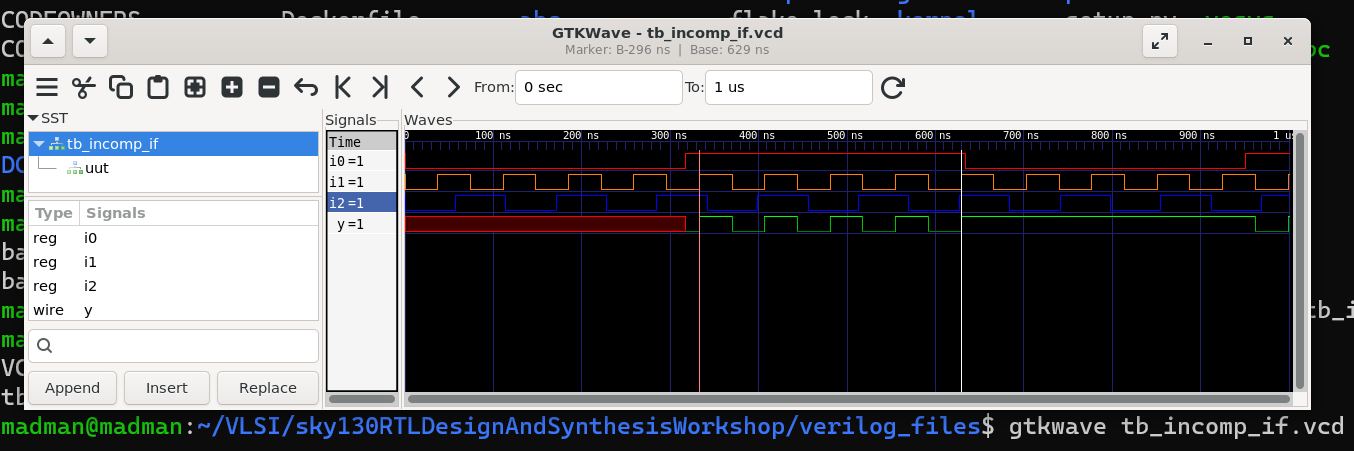 CODEOWNERS Dockerfile abc flake.lock kernel setup.py yosys
GTKWave - tb_incomp_if.vcd
Marker: B-296 ns | Base: 629 ns
From: 0 sec To: 1 us
SST
tb_incomp_if
uut
Type Signals
reg i0
reg i1
reg i2
wire y
Append Insert Replace
Signals
Time
i0=1
i1=1
i2=1
y=1
Waves
0 100 ns 200 ns 300 ns 400 ns 500 ns 600 ns 700 ns 800 ns 900 ns 1 us
CO
oc
ma
ma
ma
DO
ma
ma
ba
ba
ma tb_i
ma
VC
tb
madman@madman:~/VLSI/sky130RTLDesignAndSynthesisWorkshop/verilog_files$ gtkwave tb_incomp_if.vcd